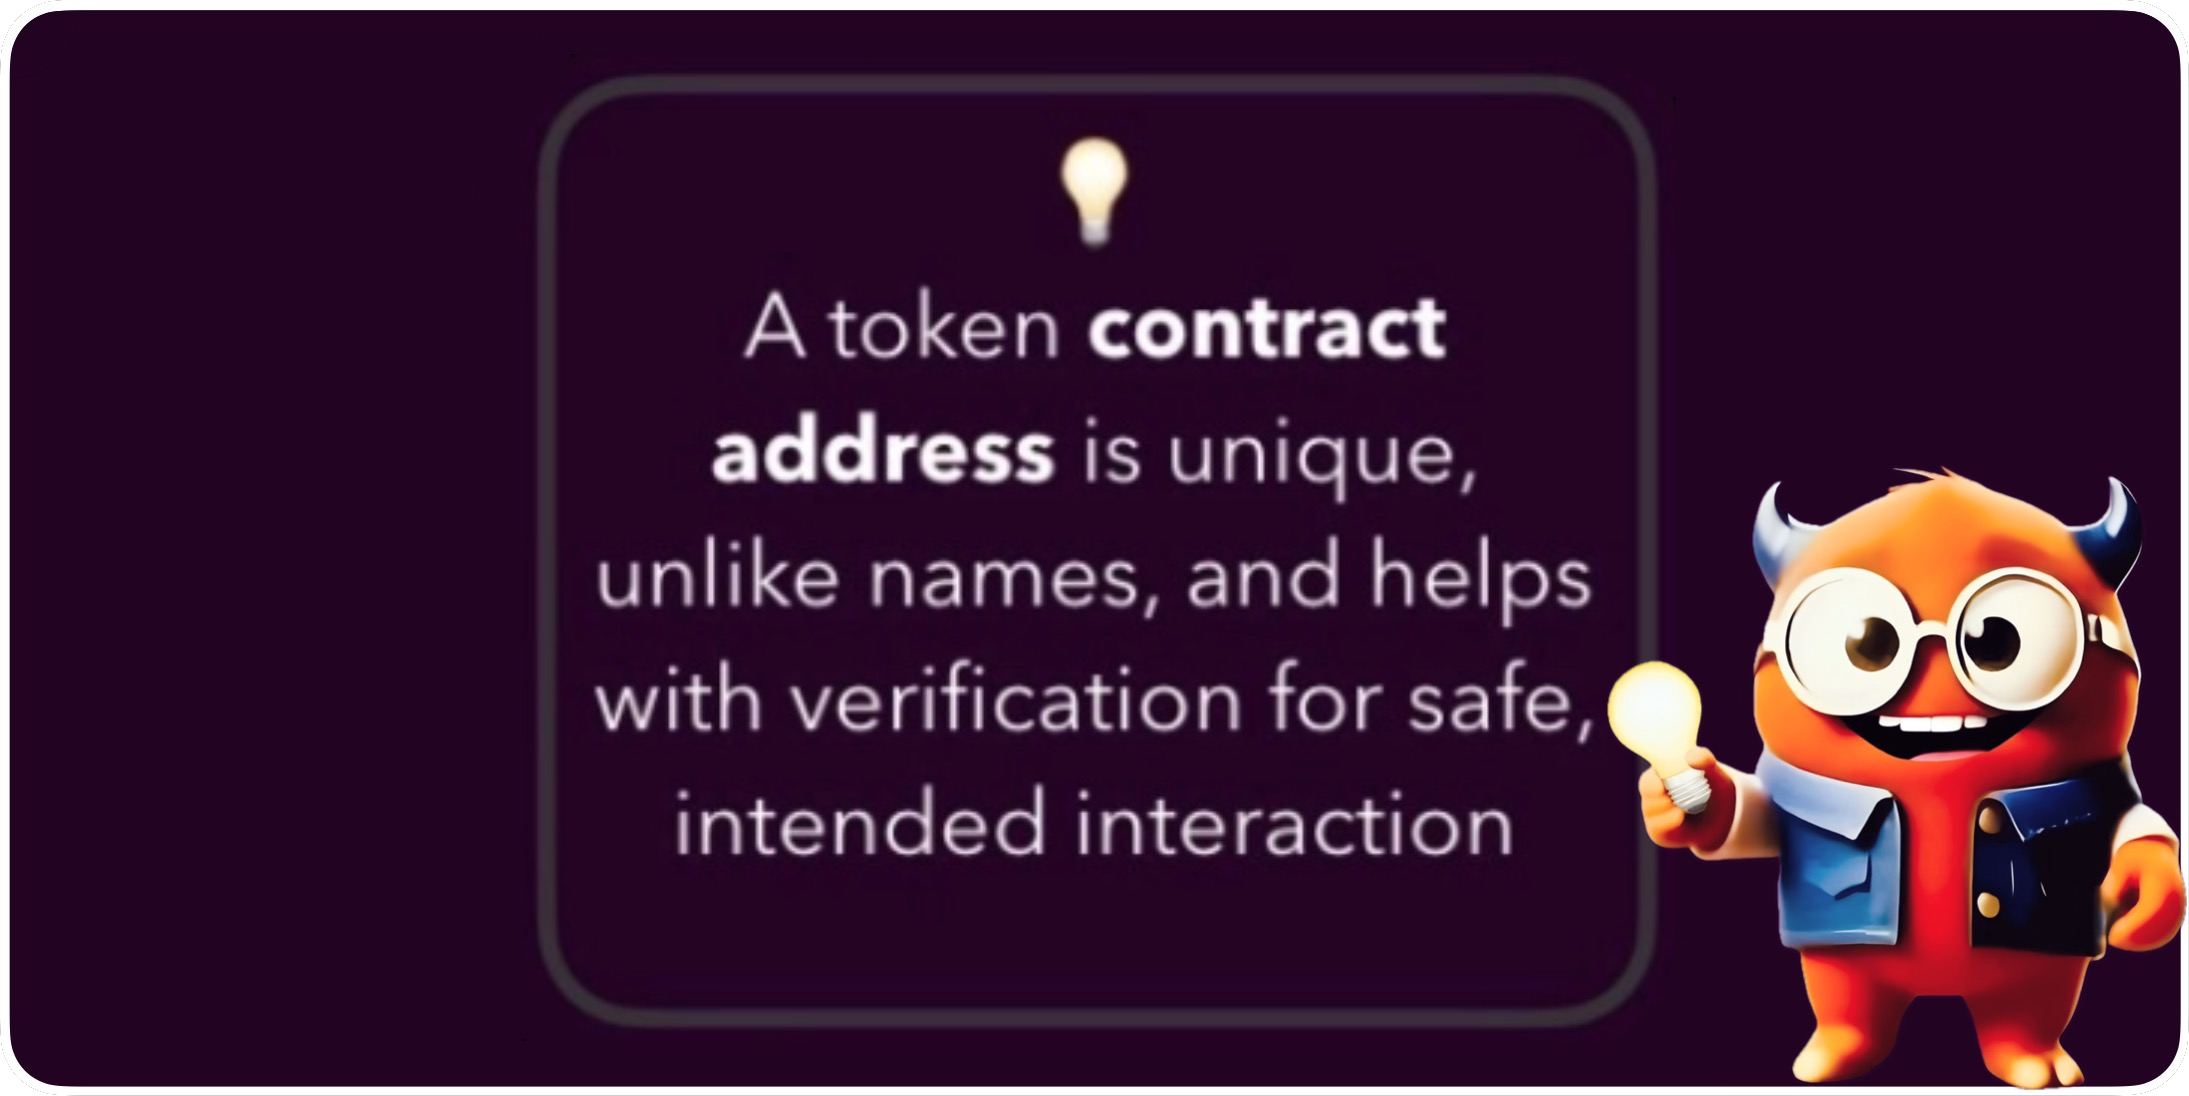 A token contract
address is unique,
unlike names, and helps
with verification for safe,
intended interaction